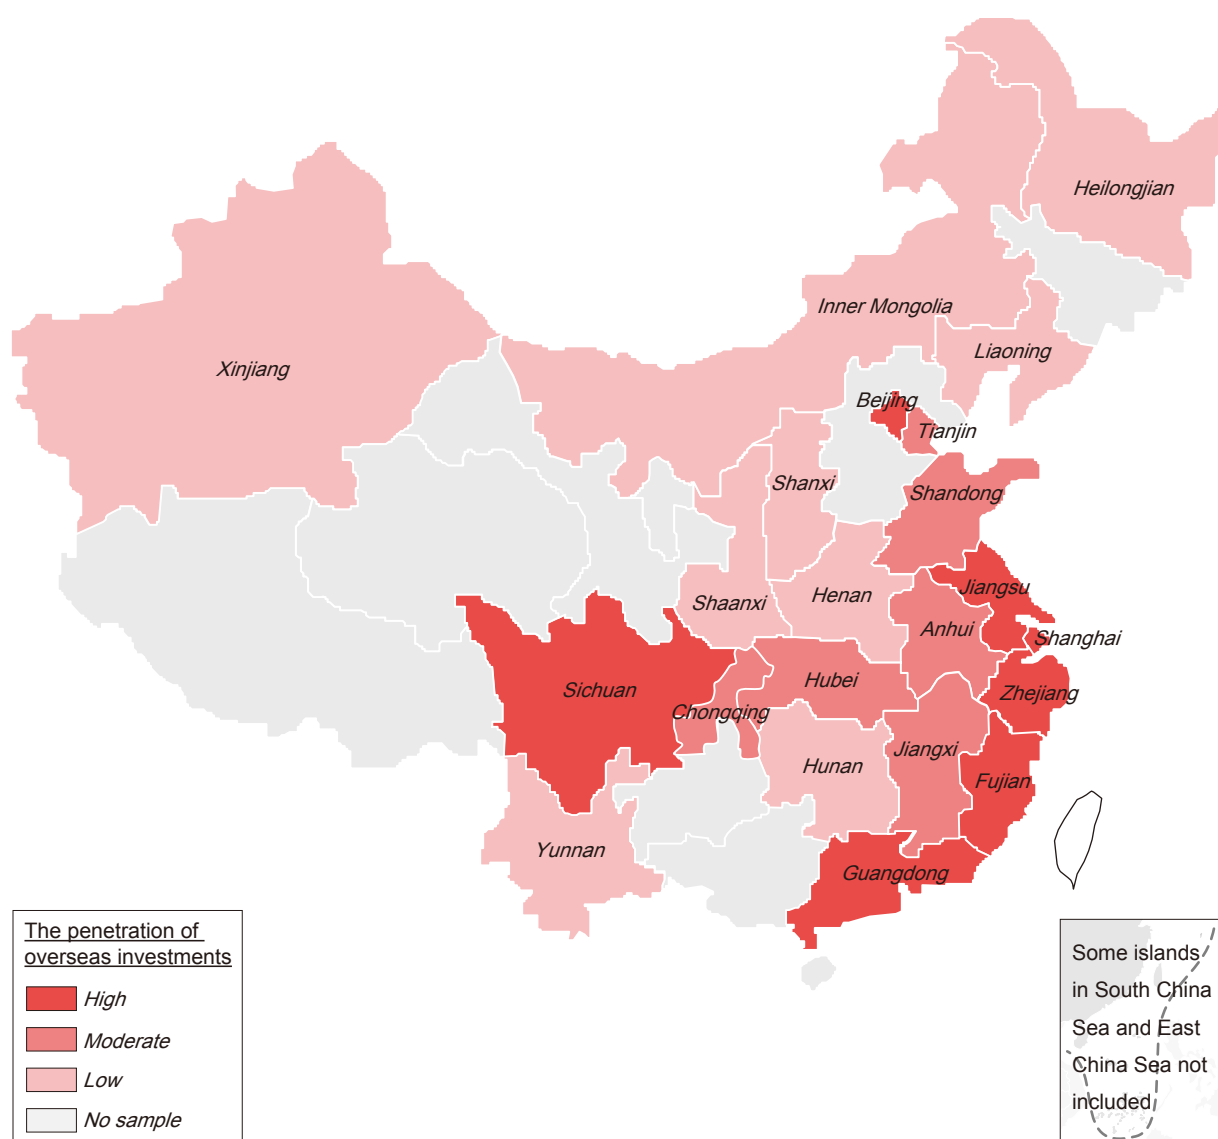 Heilongjian
Inner Mongolia
Liaoning
Xinjiang
Beijing
Tianjin
Shanxi
Shandong
Jiangsu
Henan
Shaanxi
Anhui
Shanghai
Hubei
Sichuan
Zhejiang
Chongqing
Jiangxi
Hunan
Fujian
Yunnan
Guangdong
The penetration of
overseas investments
High
Moderate
Low
No sample
Some islands
in South China
Sea and East
China Sea not
included